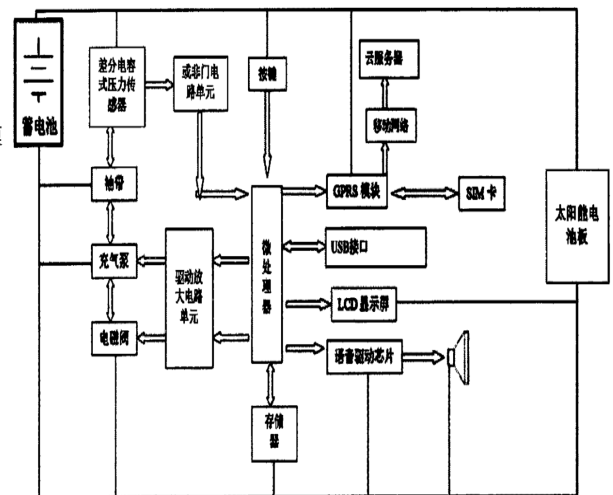 蓄电池
差分电容
式压力传
感器
或非门电
路单元
按键
云服务器
移动网络
袖带
GPRS 模块
SIM 卡
太阳能电
池板
充气泵
驱动放
大电路
单元
微
处
理
器
USB接口
LCD 显示屏
电磁阀
语音驱动芯片
存储
器